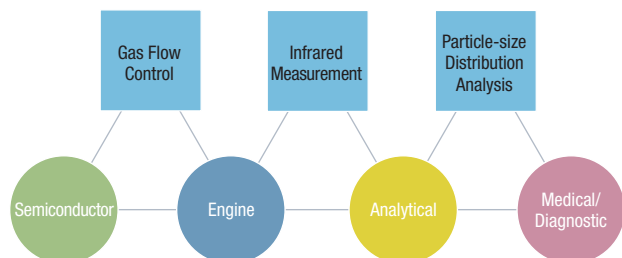 Gas Flow
Control
Infrared
Measurement
Particle-size
Distribution
Analysis
Semiconductor
Engine
Analytical
Medical/
Diagnostic